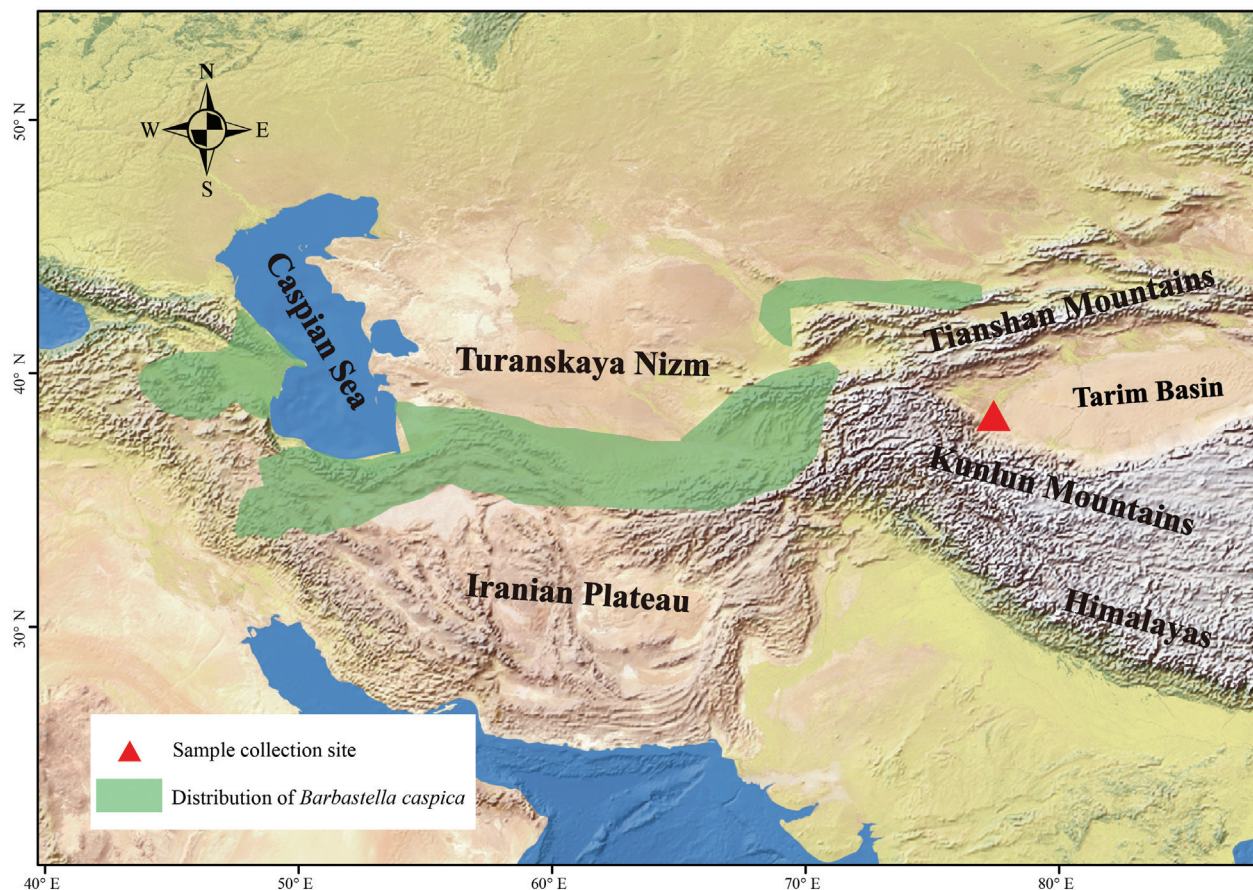 N
W E
S
50° N
40° N
30° N
Caspian Sea
Turanskaya Nizm
Tianshan Mountains
Tarim Basin
Kunlun Mountains
Iranian Plateau
Himalayas
Sample collection site
Distribution of Barbastella caspica
40° E 50° E 60° E 70° E 80° E